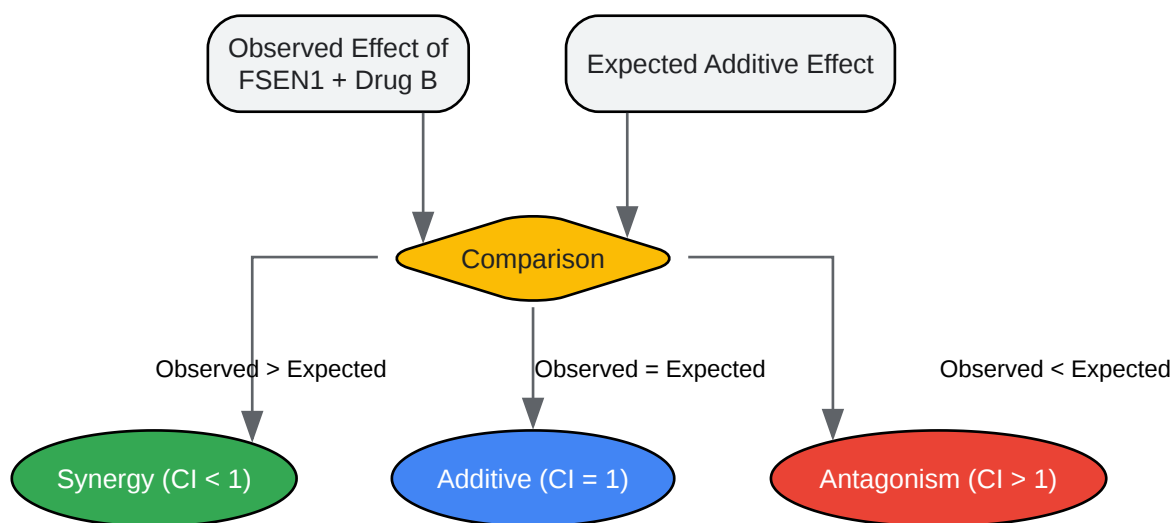 Observed Effect of
FSEN1 + Drug B
Expected Additive Effect
Comparison
Observed > Expected
Observed = Expected
Observed < Expected
Synergy (CI < 1)
Additive (CI = 1)
Antagonism (CI > 1)